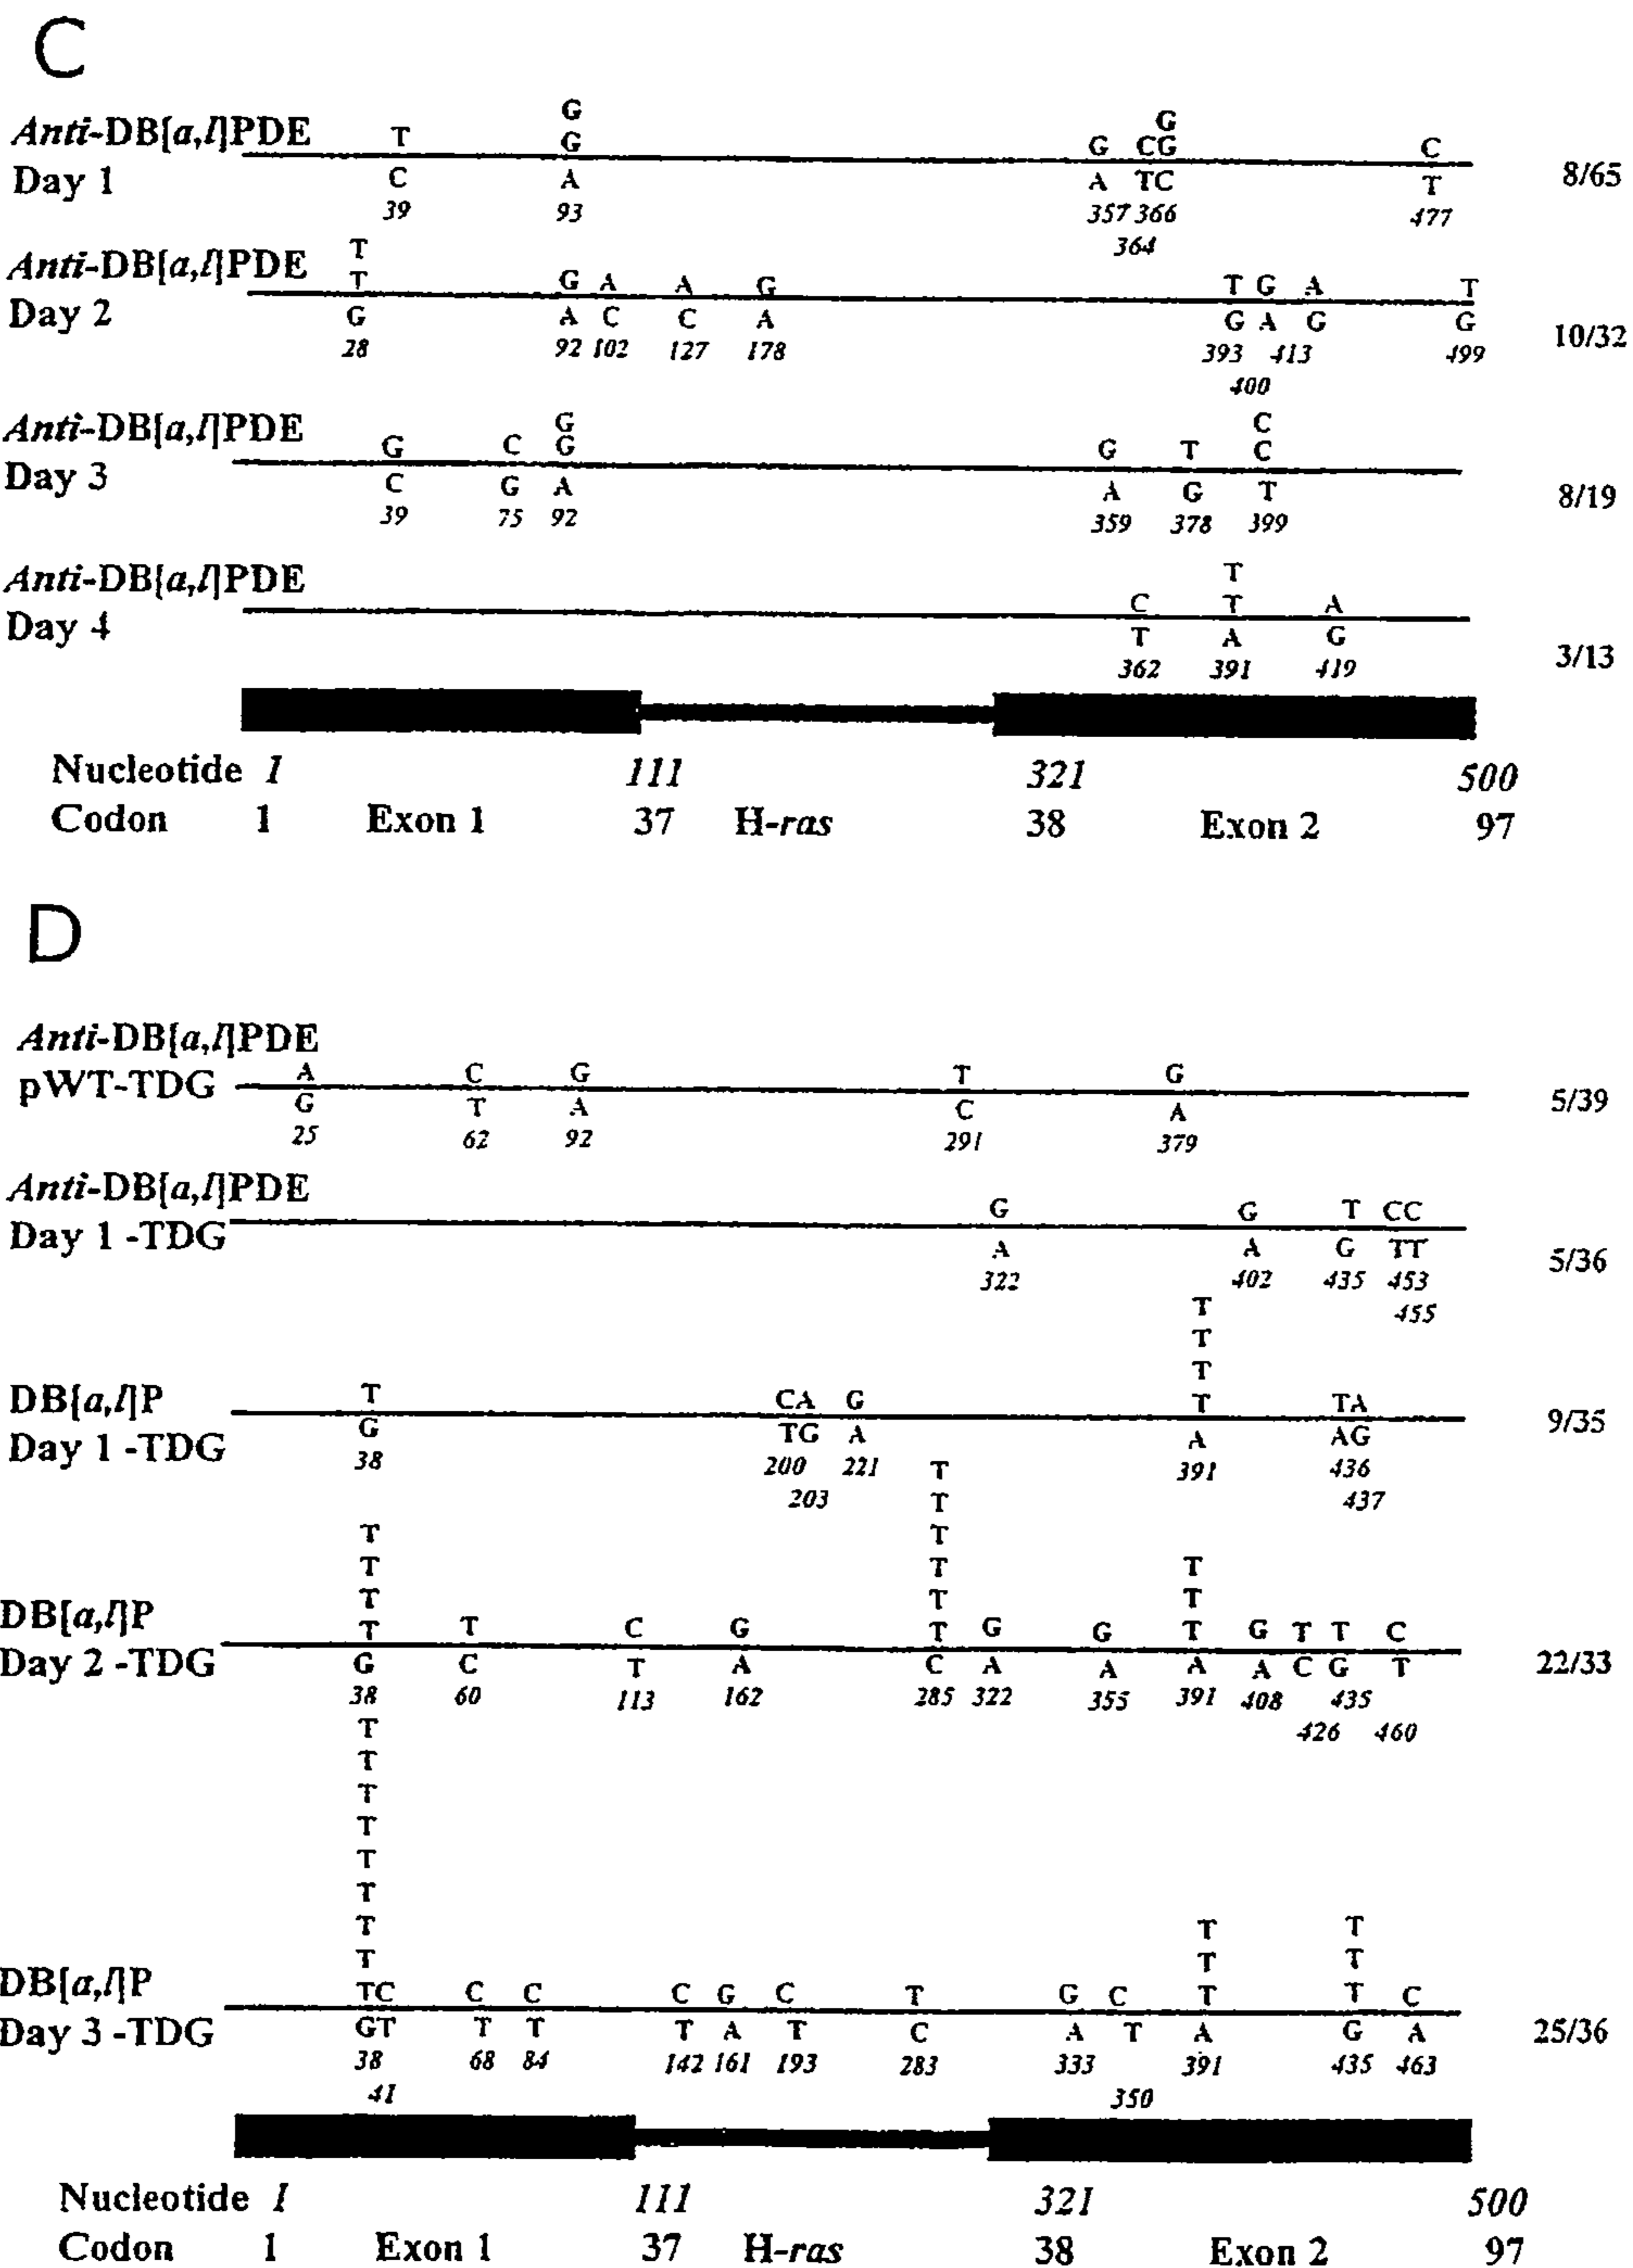 C
G
Anti-DB[a,l]PDE T G G CG G C
Day 1 C A A TC T 8/65
39 93 357 366 477
364
T
Anti-DB[a,l]PDE T G A A G T G A T
Day 2 G A C C A G A G G 10/32
28 92 102 127 178 393 413 499
400
G C
Anti-DB[a,l]PDE G C G G T C
Day 3 C G A A G T 8/19
39 75 92 359 378 399
T
Anti-DB[a,l]PDE C T A
Day 4 T A G 3/13
362 391 419
Nucleotide 1 111 321 500
Codon 1 Exon 1 37 H-ras 38 Exon 2 97
D
Anti-DB[a,l]PDE
pWT-TDG A C G T G
G T A C A 5/39
25 62 92 291 379
Anti-DB[a,l]PDE G G T CC
Day 1 -TDG A A G TT 5/36
322 402 435 453
455
T
T
T
DB[a,l]P T CA G T TA
Day 1 -TDG G TG A A AG 9/35
38 200 221 391 436
203 437
T
T
T T
T T T
T T T
DB[a,l]P T T C G T G G T G T T C
Day 2 -TDG G C T A C A A A A C G T 22/33
38 60 113 162 285 322 355 391 408 435
426 460
T
T
T
T
T
T
T T T
T T T
DB[a,l]P TC C C C G C T G C T T C
Day 3 -TDG GT T T T A T C A T A G A 25/36
38 68 84 142 161 193 283 333 391 435 463
41 350
Nucleotide 1 111 321 500
Codon 1 Exon 1 37 H-ras 38 Exon 2 97